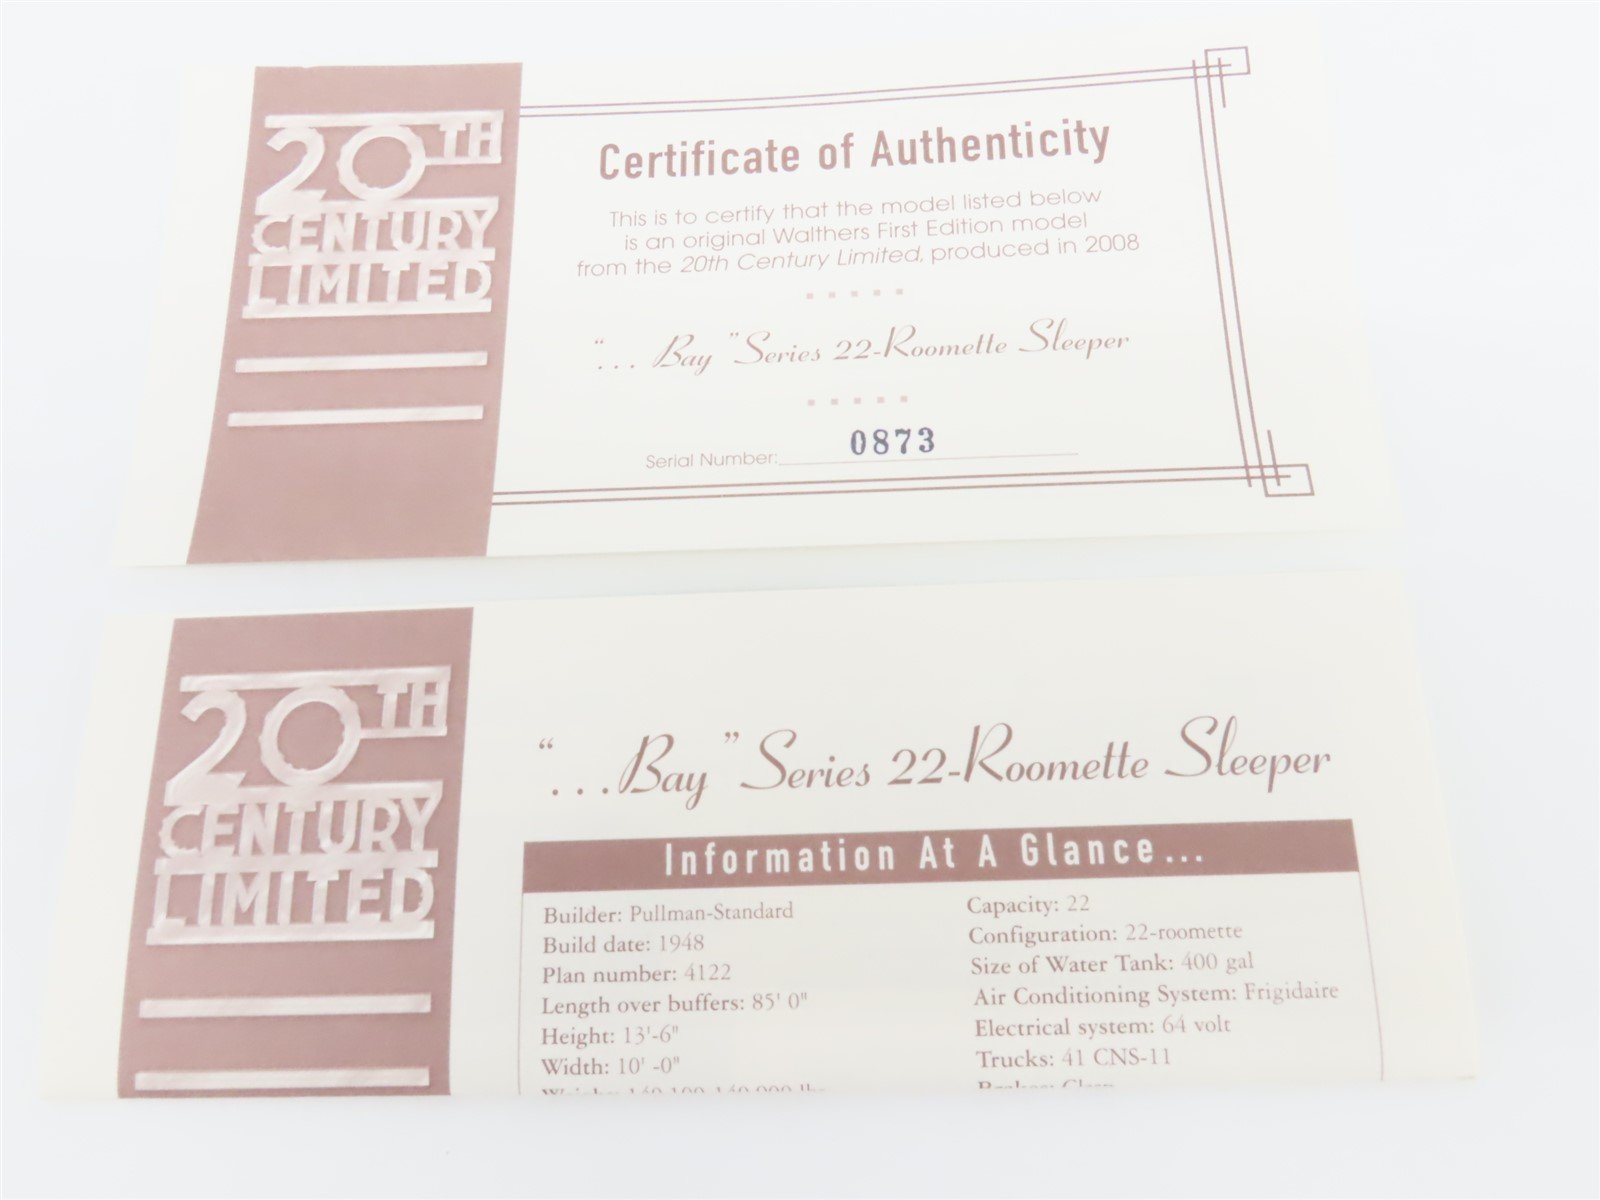 20TH
CENTURY
LIMITED
Certificate of Authenticity
This is to certify that the model listed below
is an original Walthers First Edition model
from the 20th Century Limited, produced in 2008
"... Bay" Series 22-Roomette Sleeper
Serial Number: 0873
20TH
CENTURY
LIMITED
"...Bay" Series 22-Roomette Sleeper
Information At A Glance...
Builder: Pullman-Standard
Build date: 1948
Plan number: 4122
Length over buffers: 85' 0"
Height: 13'-6"
Width: 10' -0"
Capacity: 22
Configuration: 22-roomette
Size of Water Tank: 400 gal
Air Conditioning System: Frigidaire
Electrical system: 64 volt
Trucks: 41 CNS-11